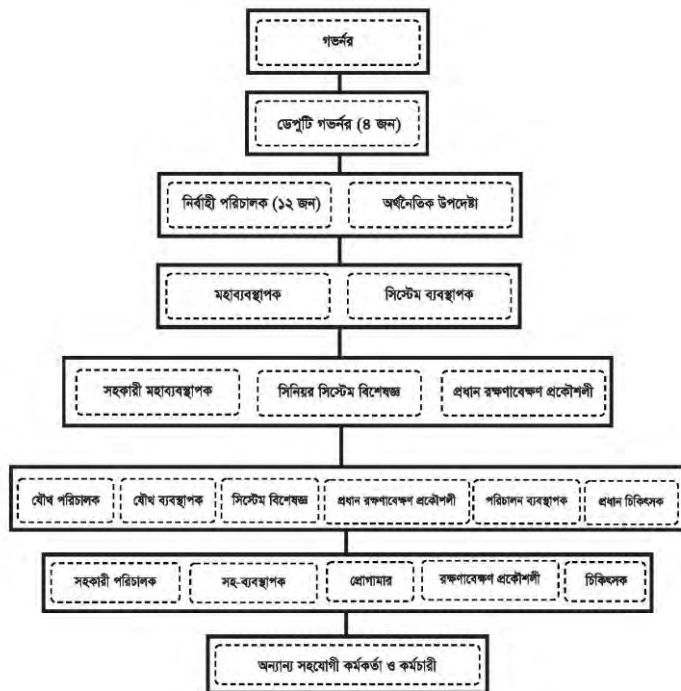 গভর্নর
ডেপুটি গভর্নর (৪ জন)
নির্বাহী পরিচালক (১২ জন) অর্থনৈতিক উপদেষ্টা
মহাব্যবস্থাপক সিস্টেম ব্যবস্থাপক
সহকারী মহাব্যবস্থাপক সিনিয়র সিস্টেম বিশেষজ্ঞ প্রধান রক্ষণাবেক্ষণ প্রকৌশলী
যৌথ পরিচালক যৌথ ব্যবস্থাপক সিস্টেম বিশেষজ্ঞ প্রধান রক্ষণাবেক্ষণ প্রকৌশলী পরিচালন ব্যবস্থাপক প্রধান চিকিৎসক
সহকারী পরিচালক সহ-ব্যবস্থাপক প্রোগামার রক্ষণাবেক্ষণ প্রকৌশলী চিকিৎসক
অন্যান্য সহযোগী কর্মকর্তা ও কর্মচারী